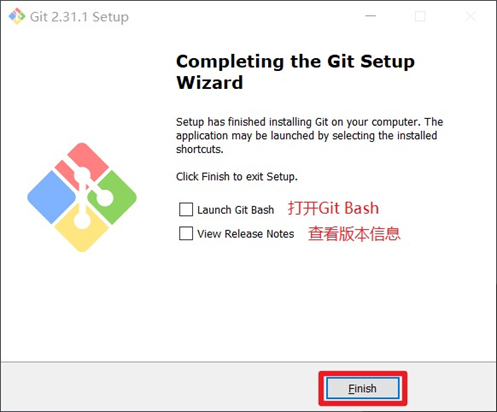 Git 2.31.1 Setup
Completing the Git Setup
Wizard
Setup has finished installing Git on your computer. The
application may be launched by selecting the installed
shortcuts.
Click Finish to exit Setup.
Launch Git Bash 打开Git Bash
View Release Notes 查看版本信息
Finish